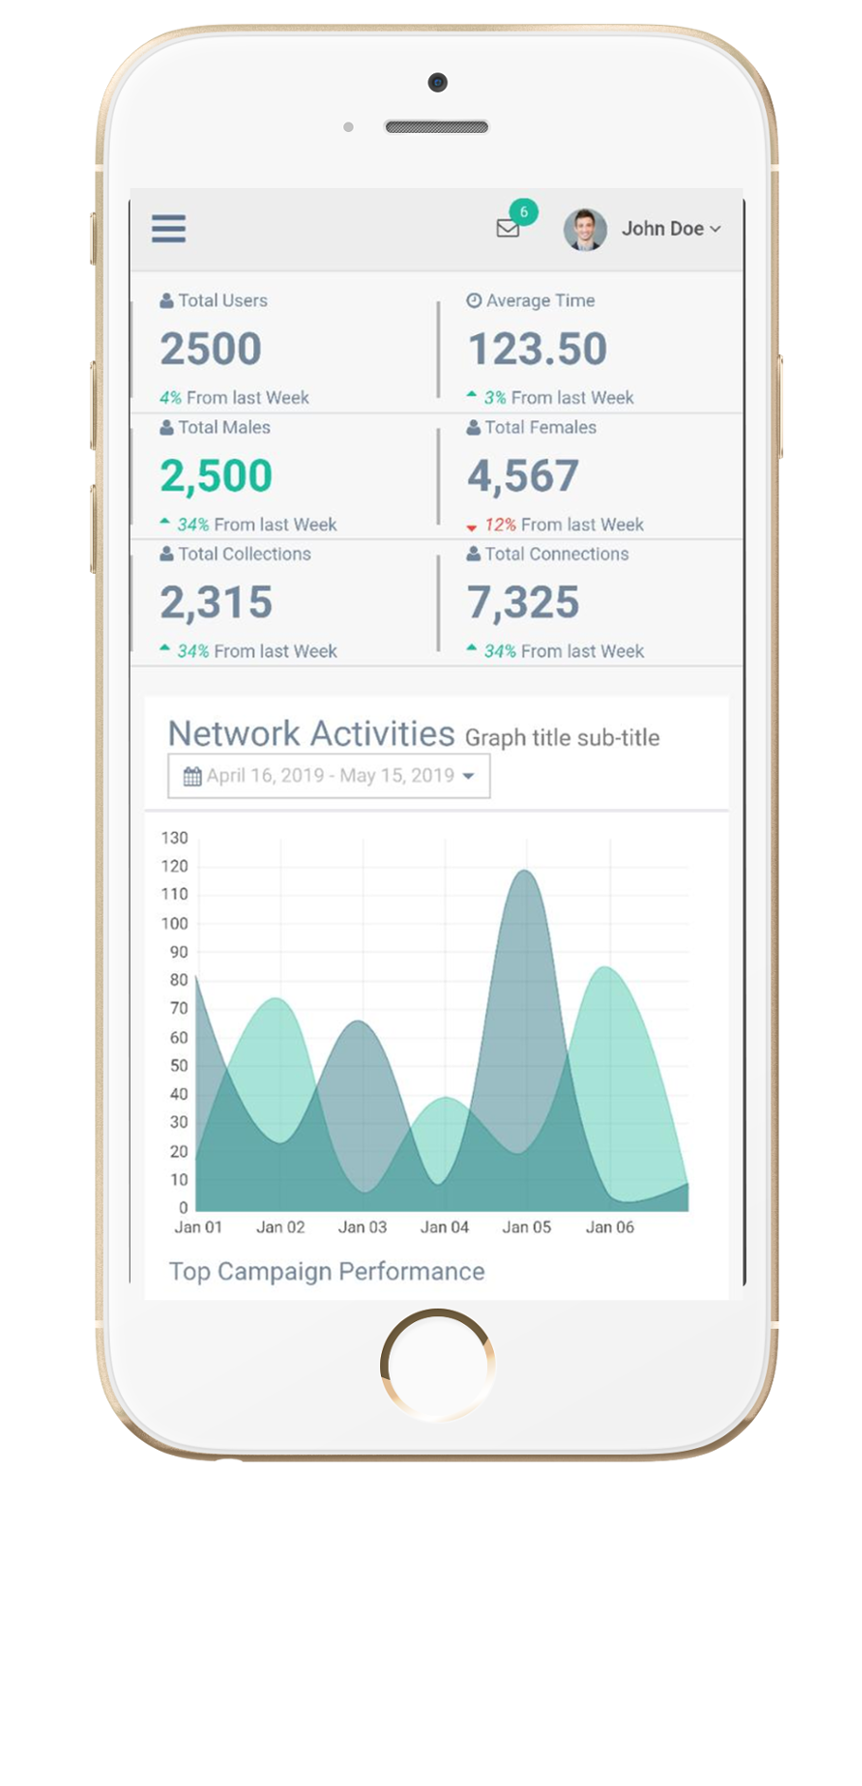 6
John Doe
Total Users
2500
4% From last Week
Average Time
123.50
3% From last Week
Total Males
2,500
34% From last Week
Total Females
4,567
12% From last Week
Total Collections
2,315
34% From last Week
Total Connections
7,325
34% From last Week
Network Activities Graph title sub-title
April 16, 2019 - May 15, 2019
130
120
110
100
90
80
70
60
50
40
30
20
10
0
Jan 01 Jan 02 Jan 03 Jan 04 Jan 05 Jan 06
Top Campaign Performance